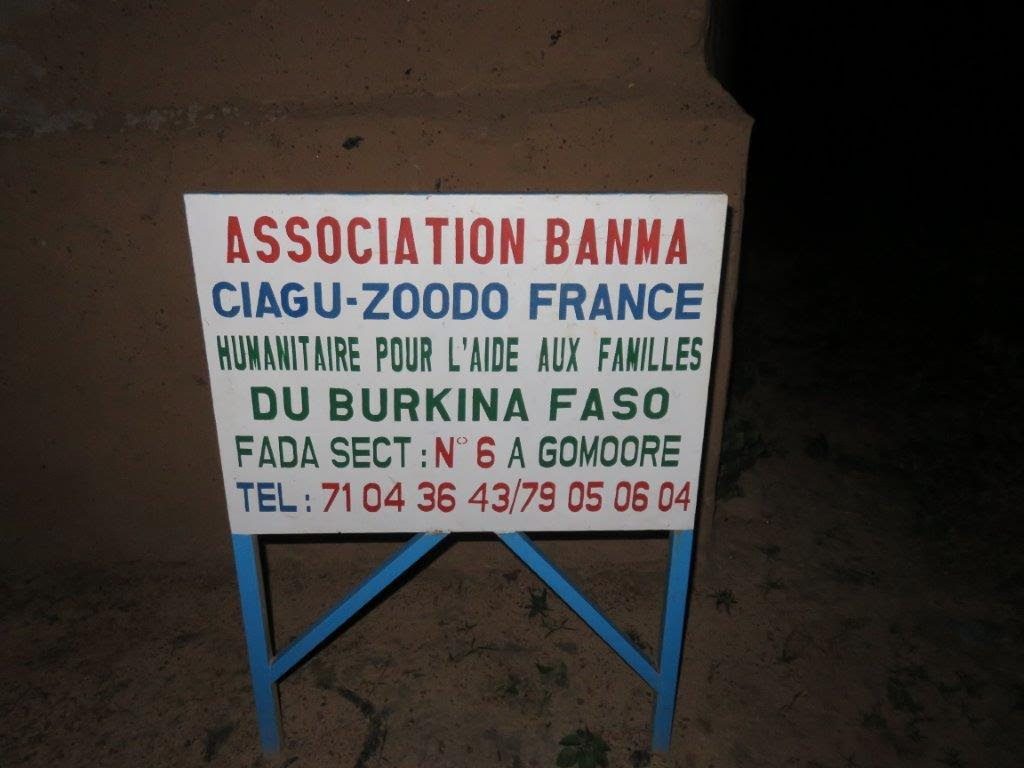 ASSOCIATION BANMA
CIAGU-ZOODO FRANCE
HUMANITAIRE POUR L'AIDE AUX FAMILLES
DU BURKINA FASO
FADA SECT : N° 6 A GOMOORE
TEL : 71 04 36 43/79 05 06 04